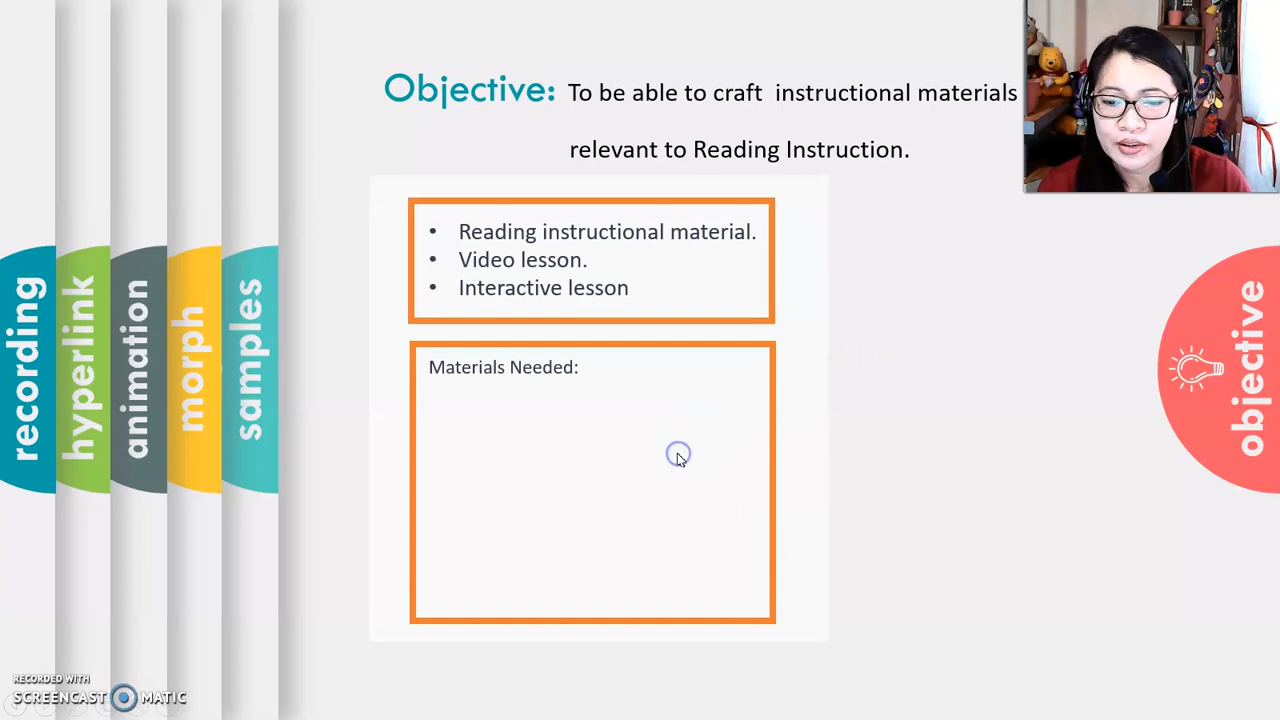 Objective: To be able to craft instructional materials
relevant to Reading Instruction.
• Reading instructional material.
• Video lesson.
• Interactive lesson
Materials Needed:
recording
hyperlink
animation
morph
samples
objective
RECORDED WITH
SCREENCAST MATIC